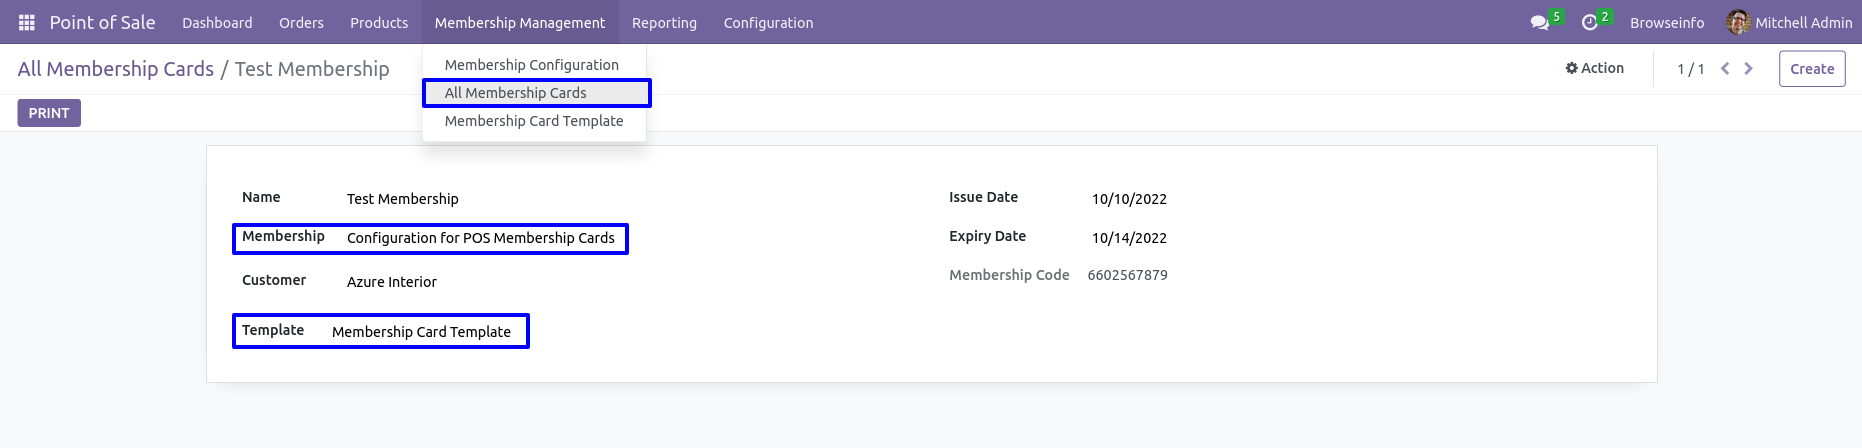 Point of Sale Dashboard Orders Products Membership Management Reporting Configuration 5 2 Browseinfo Mitchell Admin
All Membership Cards / Test Membership Action 1 / 1 Create
Membership Configuration
All Membership Cards
Membership Card Template
PRINT
Name Test Membership
Membership Configuration for POS Membership Cards
Customer Azure Interior
Template Membership Card Template
Issue Date 10/10/2022
Expiry Date 10/14/2022
Membership Code 6602567879